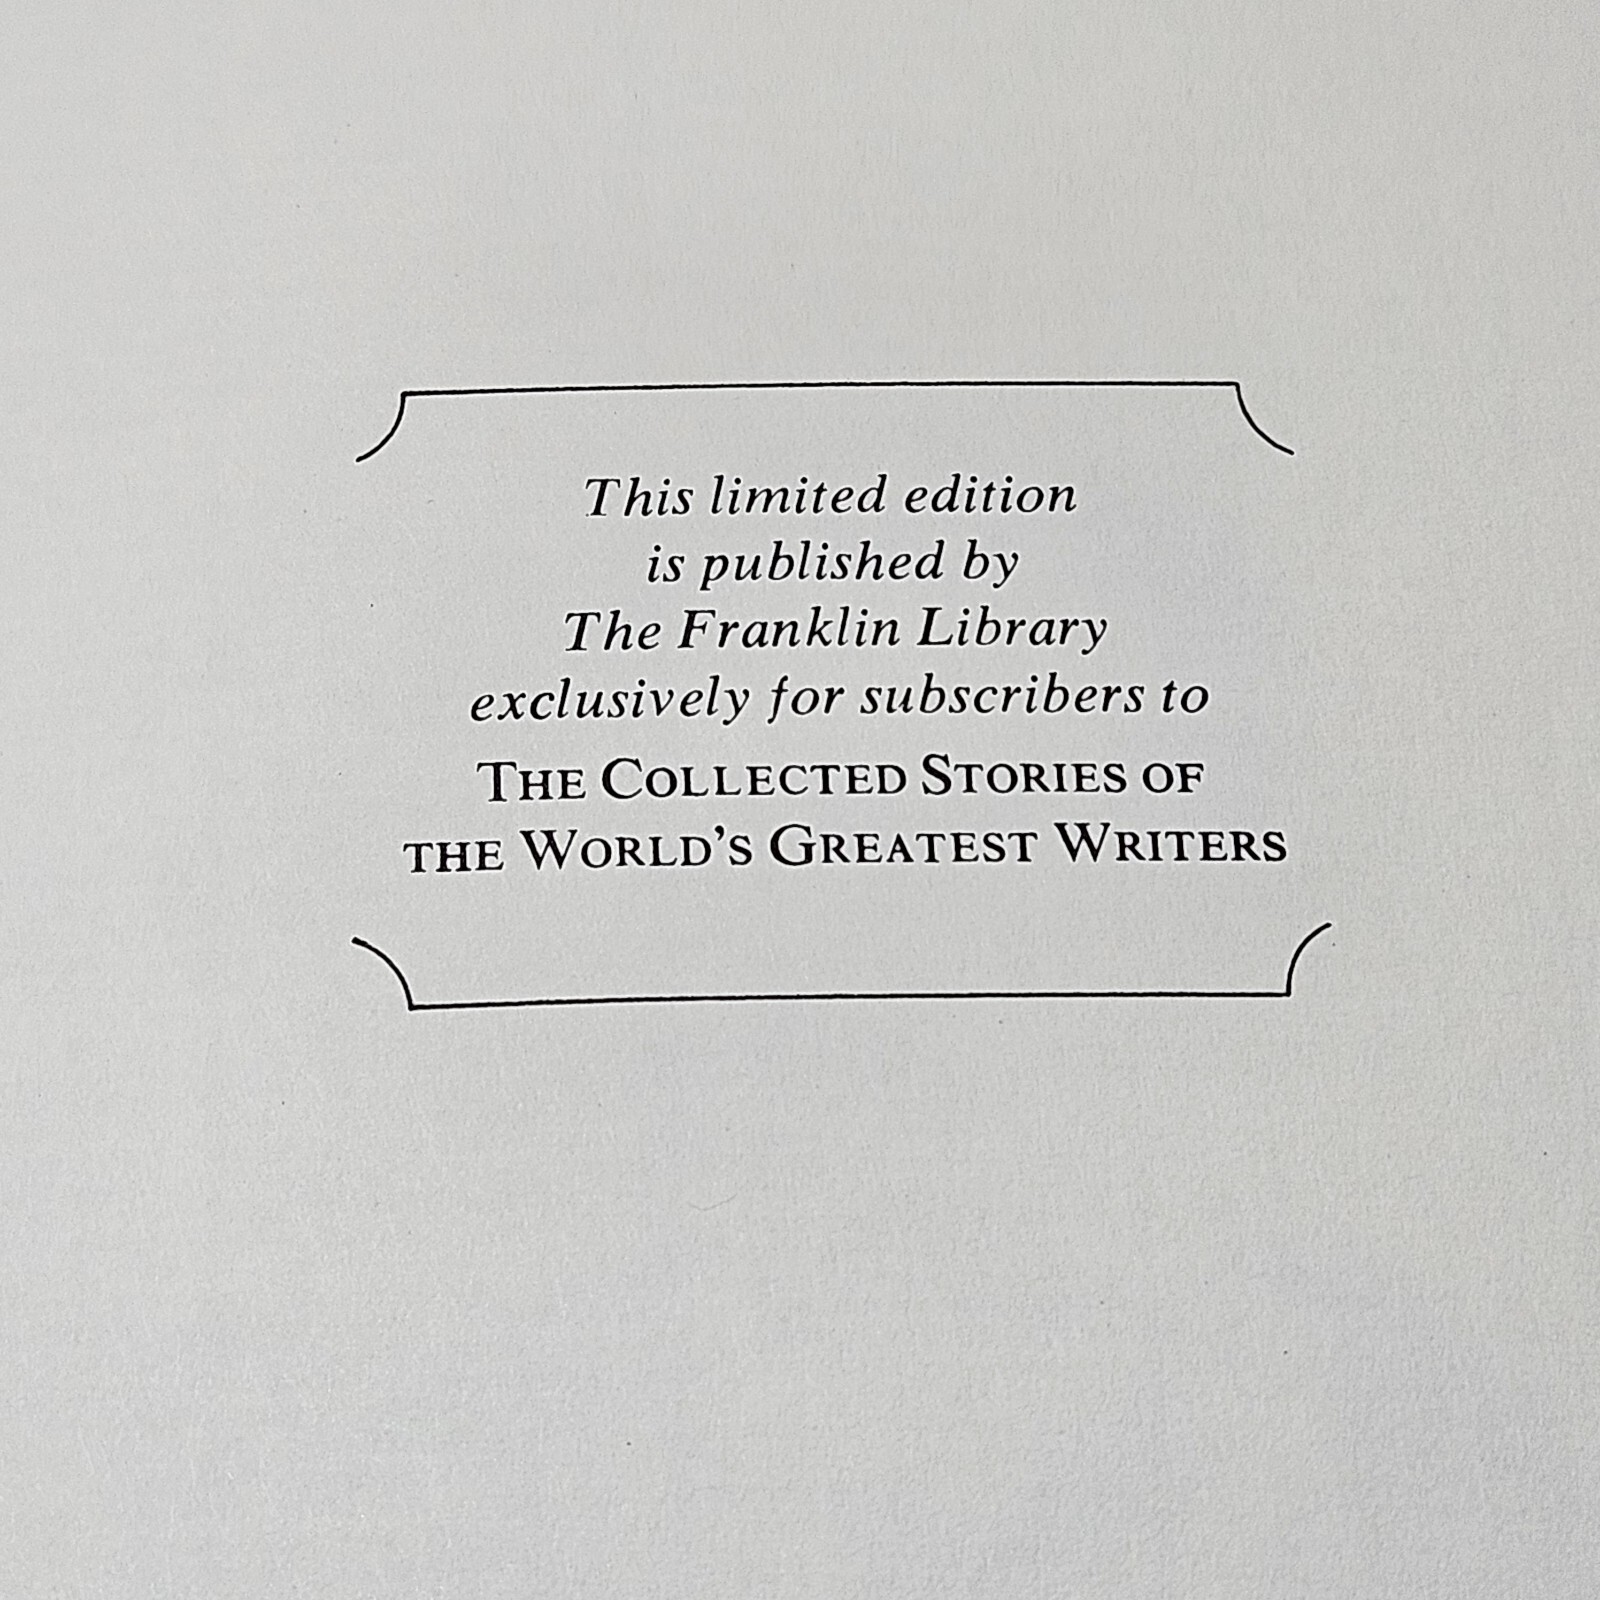 This limited edition
is published by
The Franklin Library
exclusively for subscribers to
THE COLLECTED STORIES OF
THE WORLD'S GREATEST WRITERS